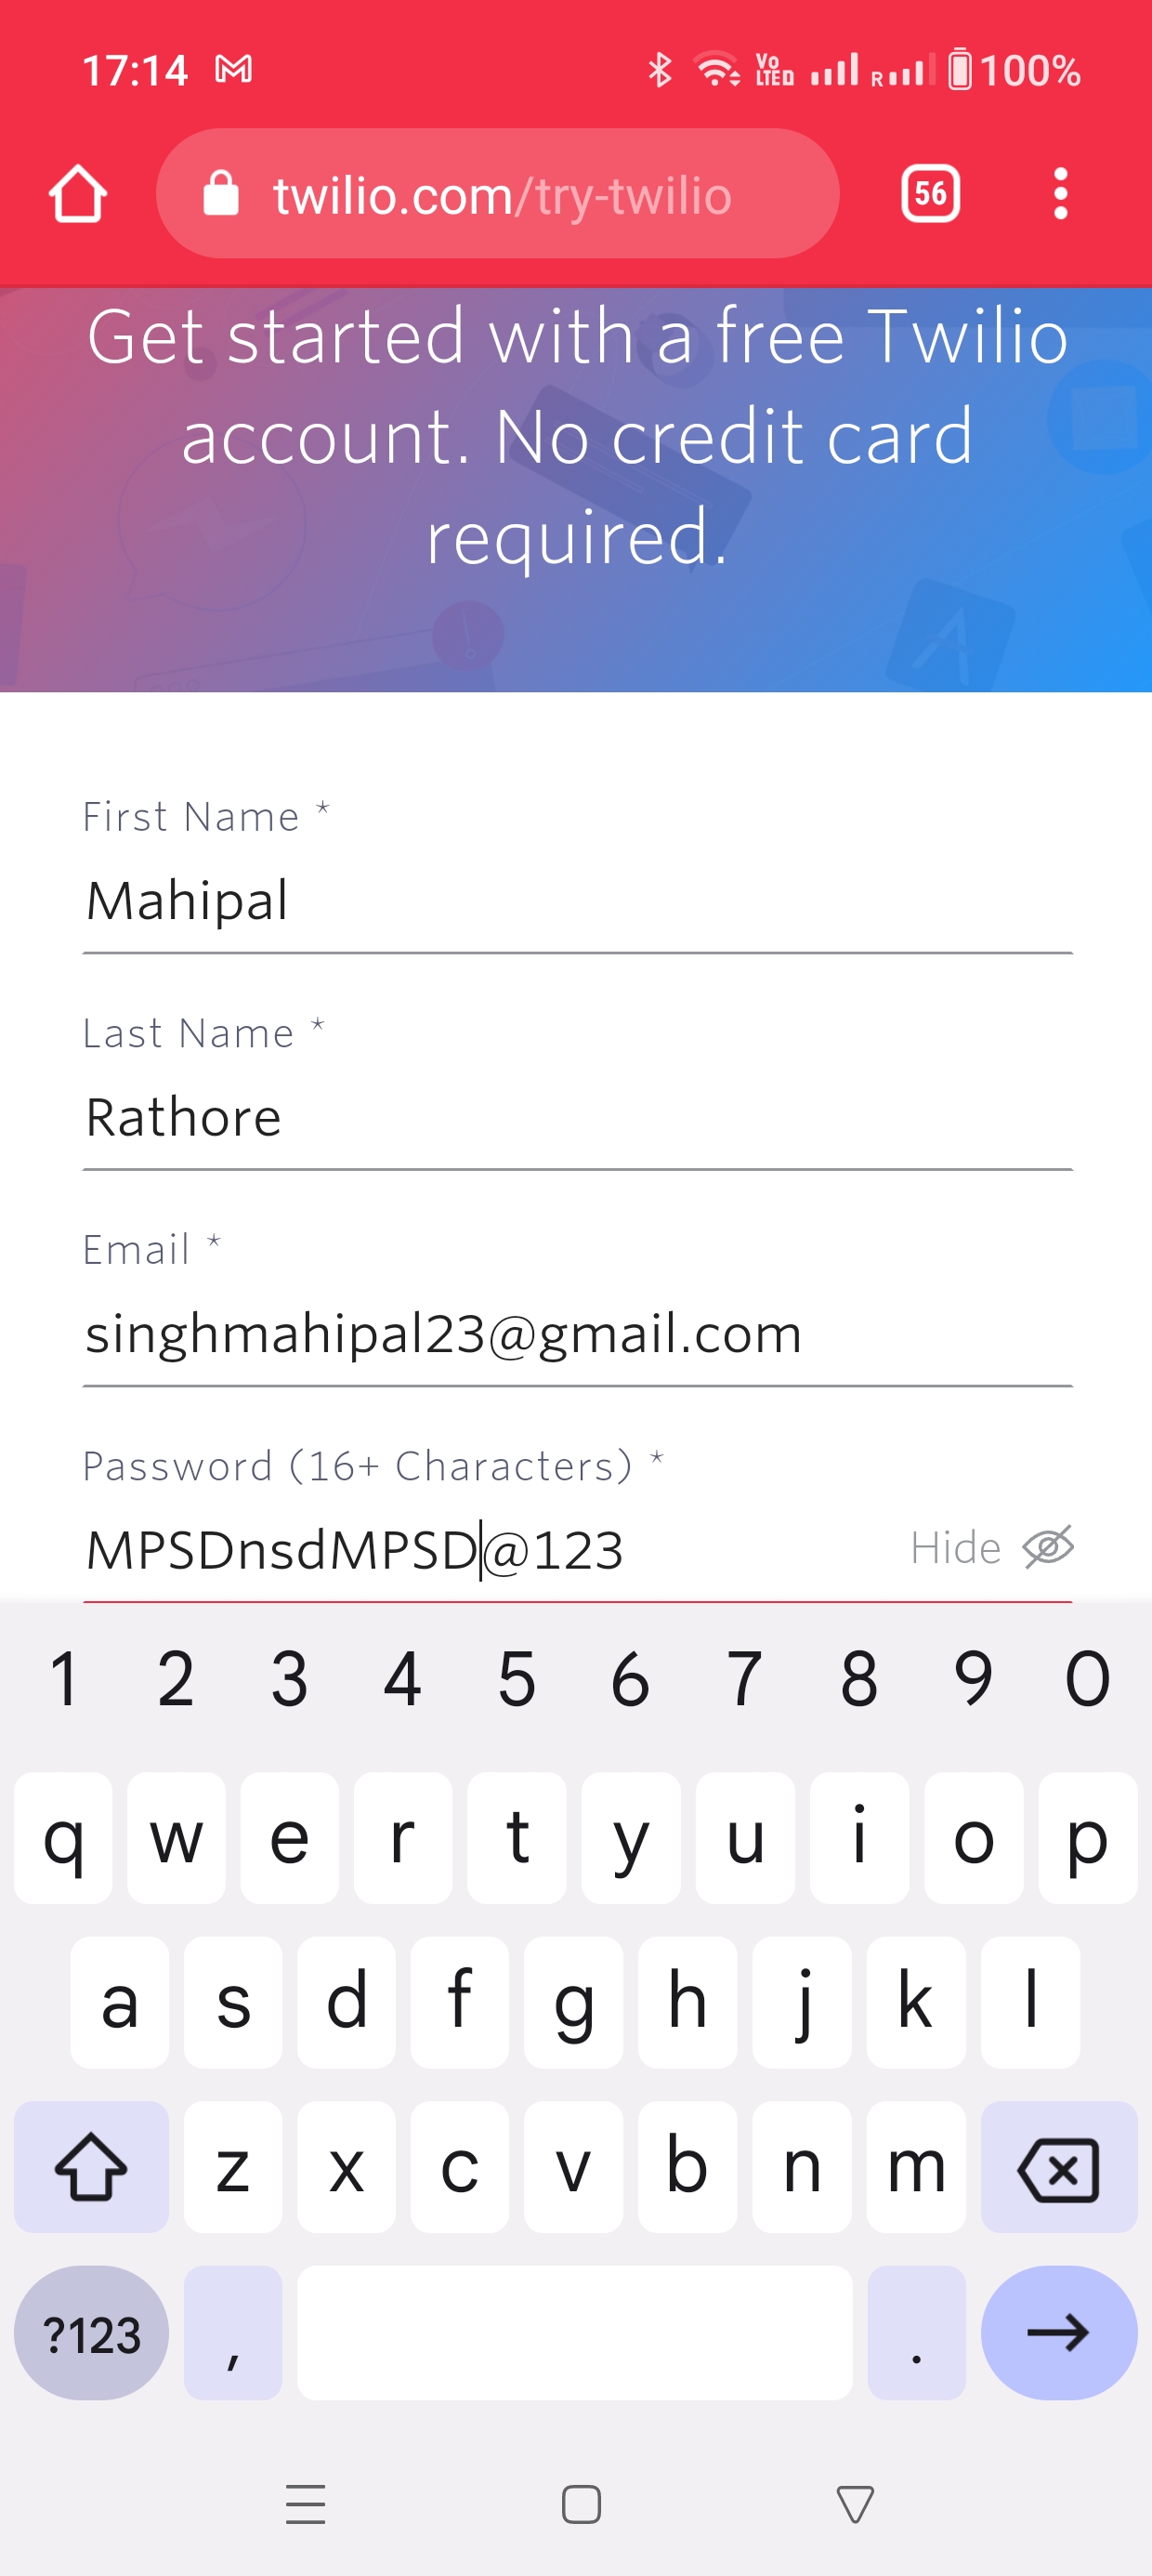 17:14 Vo LTE R 100%
twilio.com/try-twilio 56
Get started with a free Twilio
account. No credit card
required.
First Name *
Mahipal
Last Name *
Rathore
Email *
singhmahipal23@gmail.com
Password (16+ Characters) *
MPSDnsdMPSD@123 Hide
1 2 3 4 5 6 7 8 9 0
q w e r t y u i o p
a s d f g h j k l
z x c v b n m
?123 , .